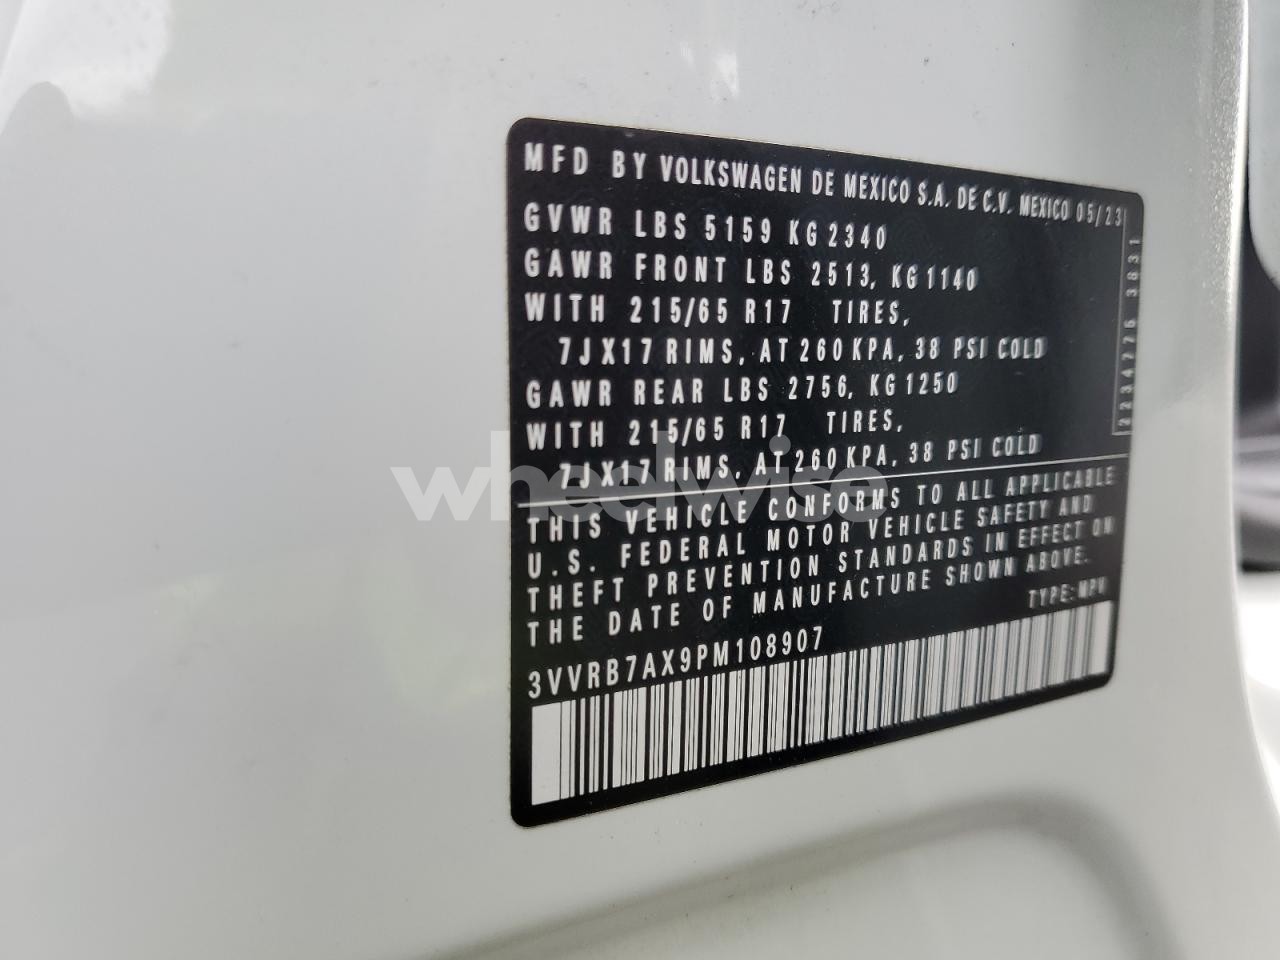 MFD BY VOLKSWAGEN DE MEXICO S.A. DE C.V. MEXICO 05/23
GVWR LBS 5159 KG 2340
GAWR FRONT LBS 2513, KG 1140
WITH 215/65 R17 TIRES,
7JX17 RIMS, AT 260 KPA, 38 PSI COLD
GAWR REAR LBS 2756, KG 1250
WITH 215/65 R17 TIRES,
7JX17 RIMS, AT 260 KPA, 38 PSI COLD
THIS VEHICLE CONFORMS TO ALL APPLICABLE
U.S. FEDERAL MOTOR VEHICLE SAFETY AND
THEFT PREVENTION STANDARDS IN EFFECT ON
THE DATE OF MANUFACTURE SHOWN ABOVE.
TYPE: MPV
3VVRB7AX9PM108907
2234776 3831
wheelwise